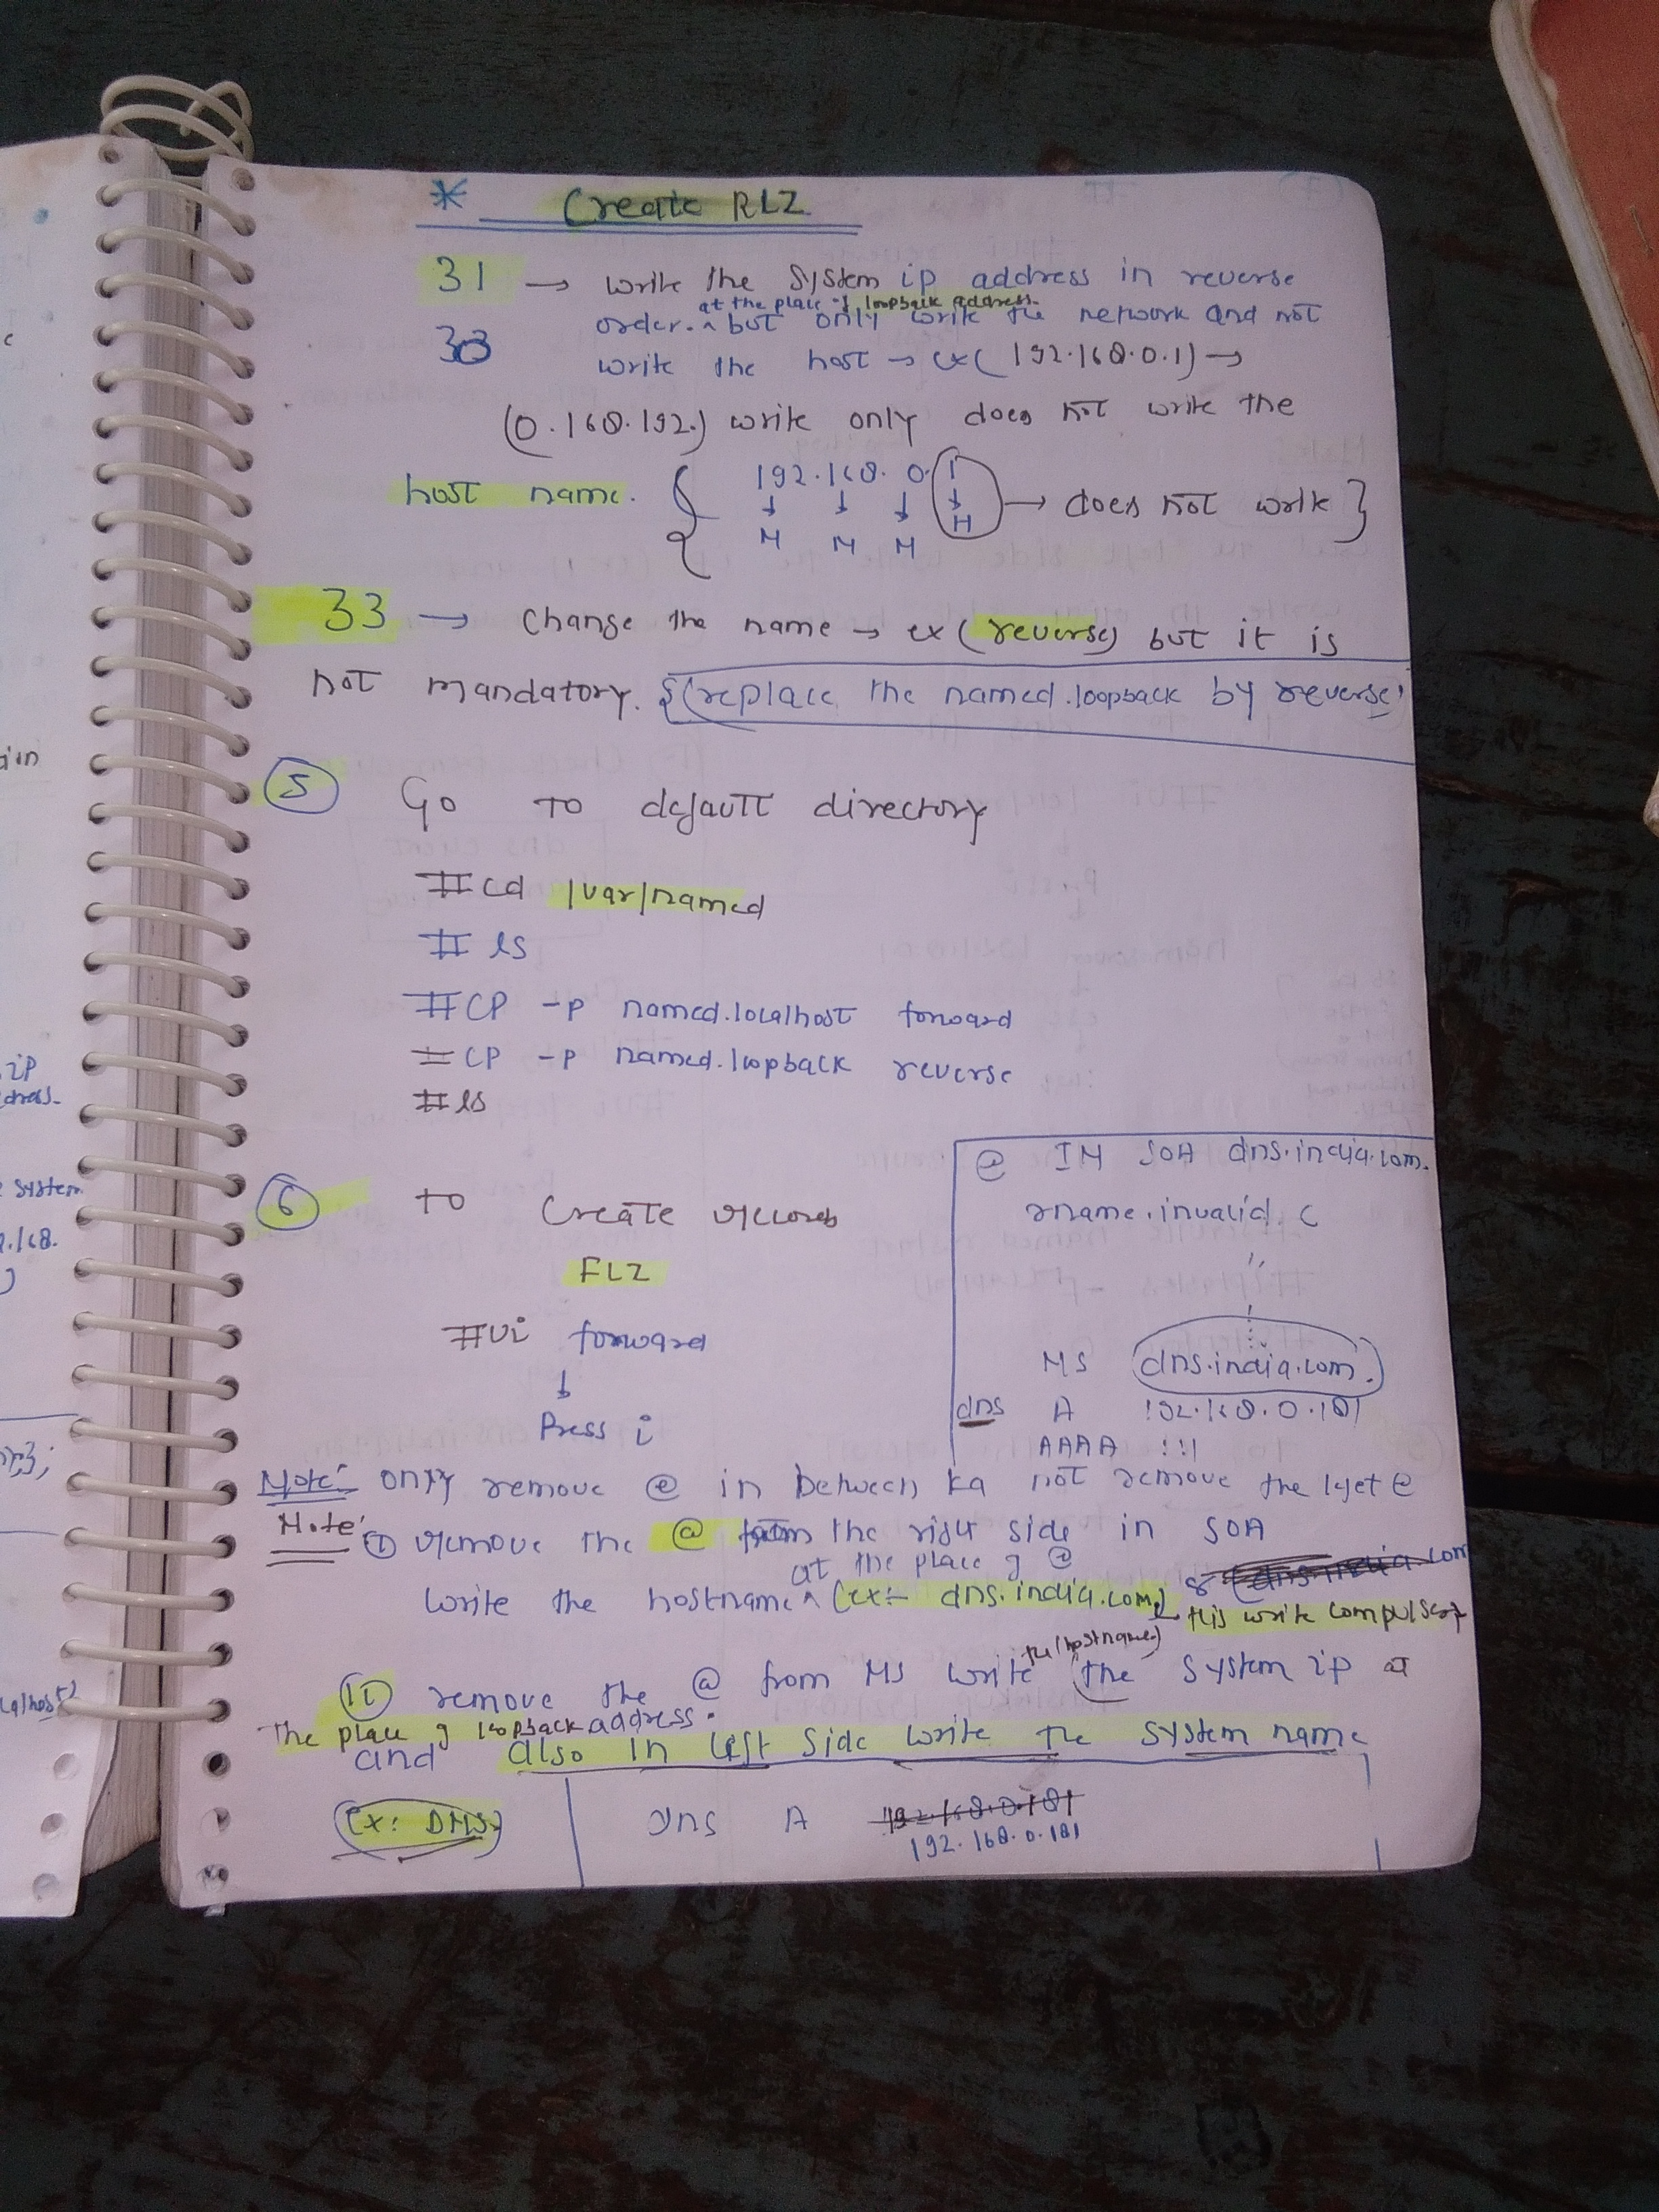 * Create RLZ
31 → write the System ip address in reverse
at the place of loopback address.
order. ^ but only write the network and not
33
write the host → ex( 192.168.0.1) →
(0.168.192.) write only does not write the
host name. { 192.168.0.1 → does not write }
N N N H
33 → change the name → ex (reverse) but it is
not mandatory. {(replace the named.loopback by reverse)
5 Go To default directory
#cd /var/named
# ls
#CP -p named.localhost forward
#CP -p named.loopback reverse
#ls
6 To create records
FLZ
#vi forward
↓
Press i
@ IN SOA dns.india.com.
rname.invalid. (
NS dns.india.com.
dns A 192.168.0.181
AAAA !!!
Note: only remove @ in between ka not remove the left @
Note: ① remove the @ from the right side in SOA
at the place of @
write the hostname ^ (ex:- dns.india.com.) & this write compulsory
the (hostname)
(ii) remove the @ from NS write the System ip at
The place of loopback address.
and also in left side write the system name
(Ex: DNS) dns A 192.168.0.181
192.168.0.181
ain
ip
system